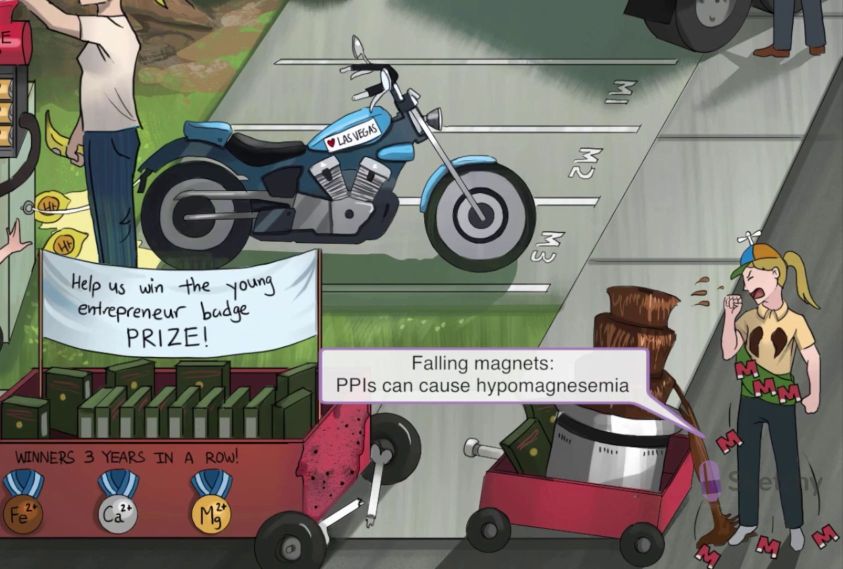 E
M1
♥ LAS VEGAS
M2
H+
H+
M3
Help us win the young
entrepreneur badge
PRIZE!
Falling magnets:
PPIs can cause hypomagnesemia
WINNERS 3 YEARS IN A ROW!
Fe²⁺
Ca²⁺
Mg²⁺
M
M
M
M
M
M
M